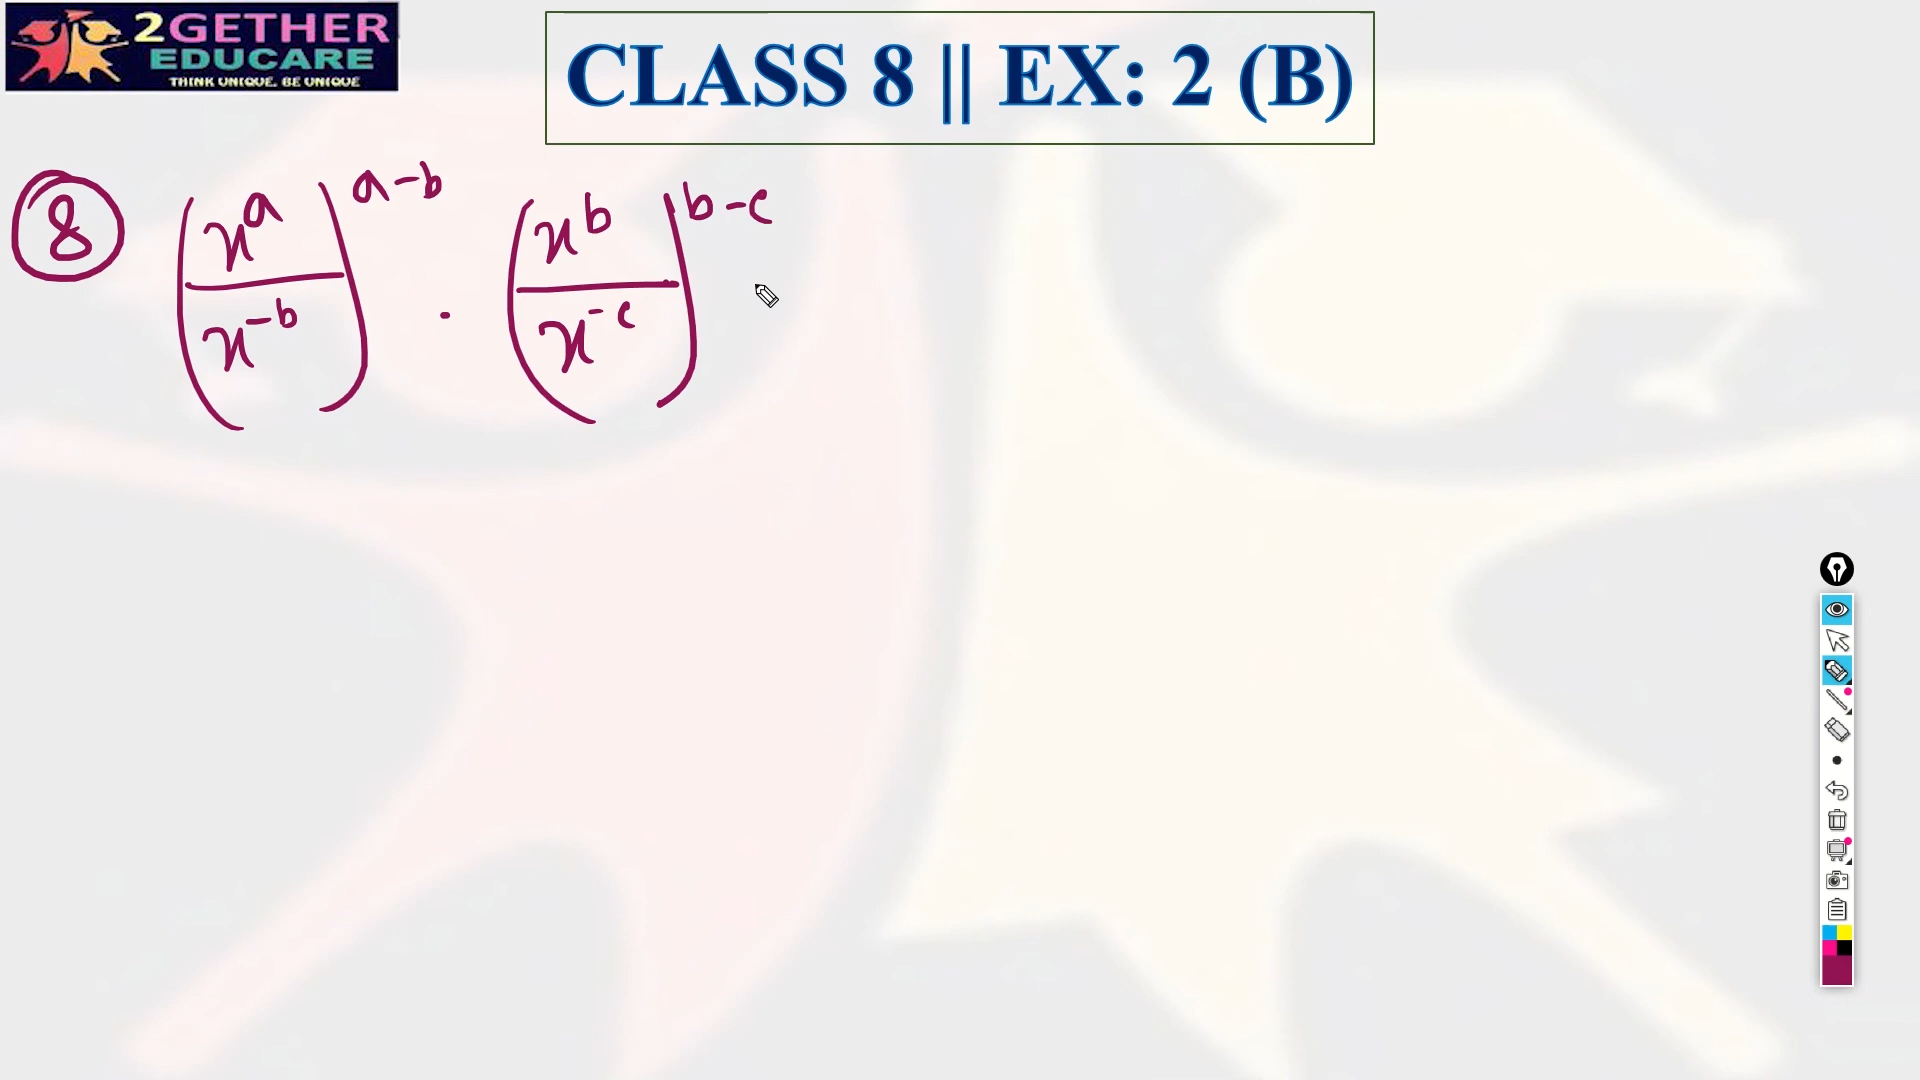 2GETHER
EDUCARE
THINK UNIQUE. BE UNIQUE
CLASS 8 || EX: 2 (B)
8 (x^a / x^-b)^a-b . (x^b / x^-c)^b-c